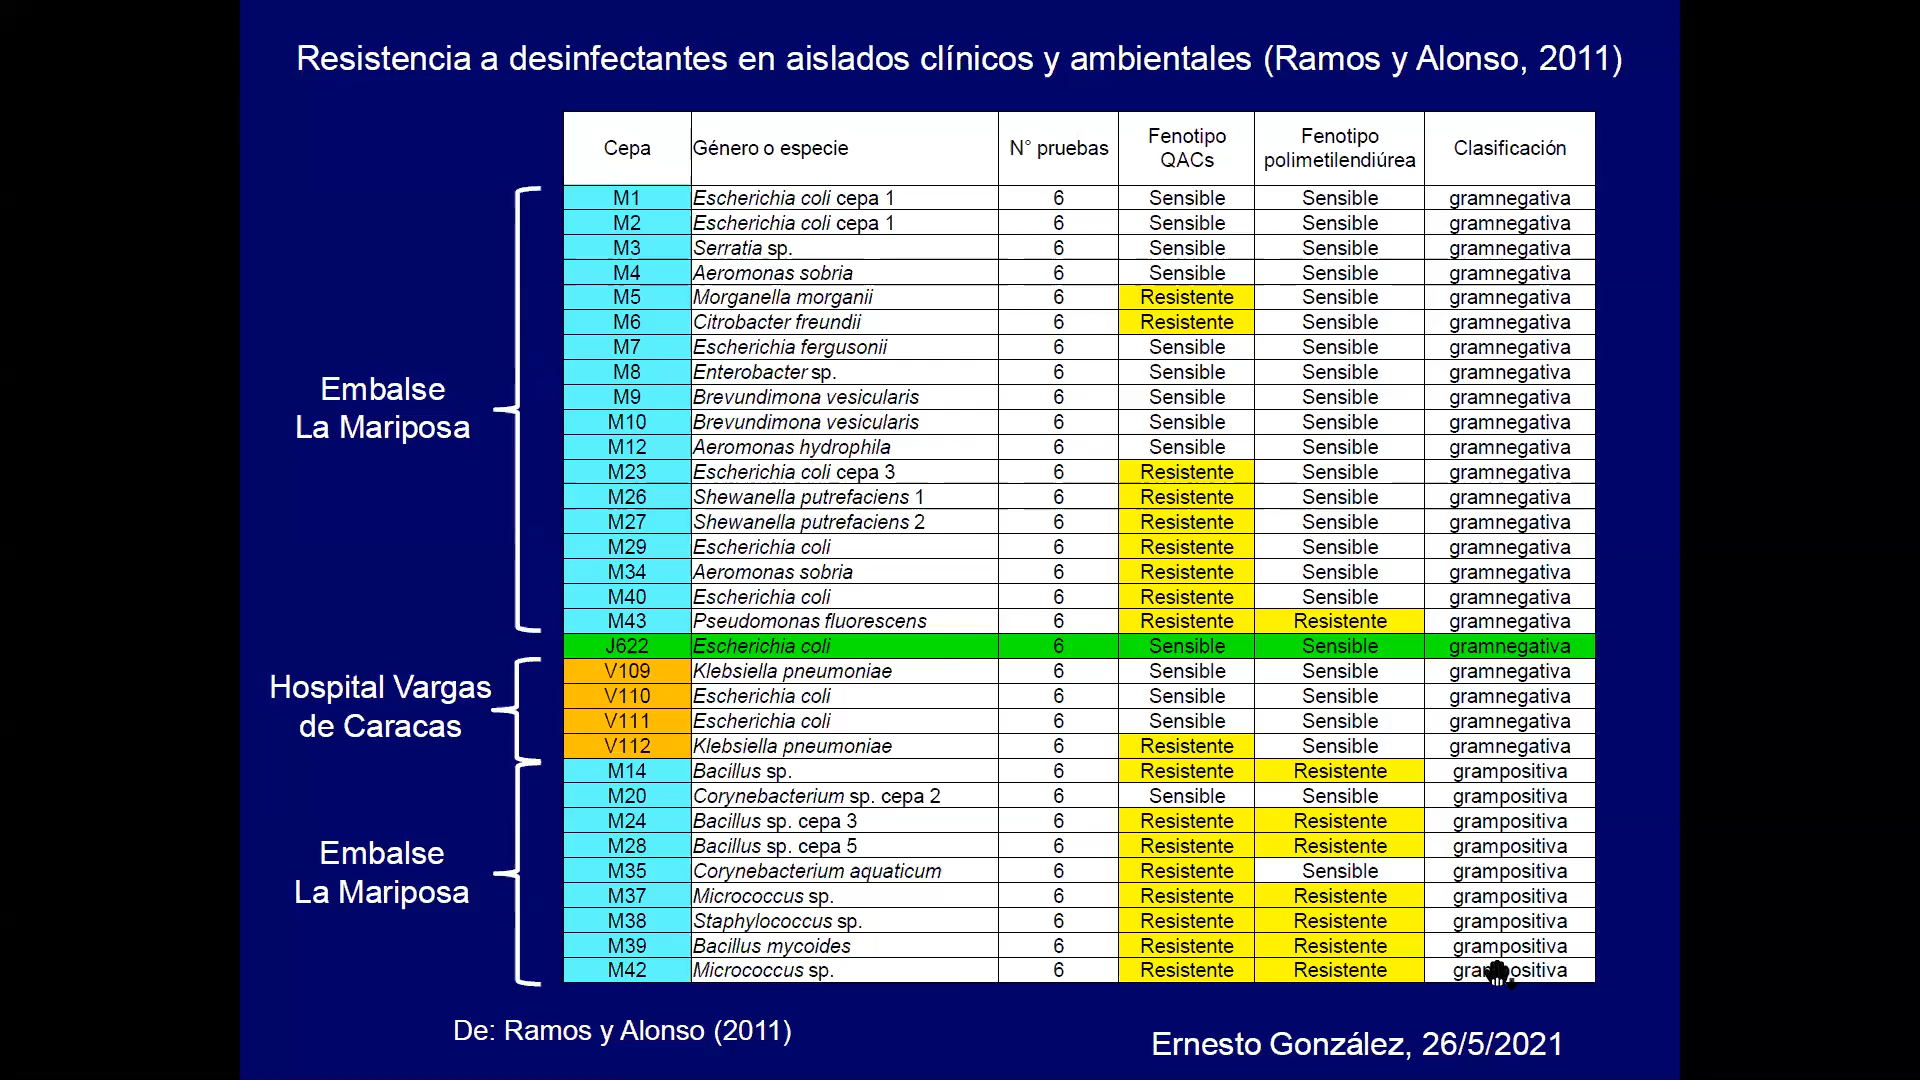 Resistencia a desinfectantes en aislados clínicos y ambientales (Ramos y Alonso, 2011)
Cepa Género o especie N° pruebas Fenotipo QACs Fenotipo polimetilendiúrea Clasificación
M1 Escherichia coli cepa 1 6 Sensible Sensible gramnegativa
M2 Escherichia coli cepa 1 6 Sensible Sensible gramnegativa
M3 Serratia sp. 6 Sensible Sensible gramnegativa
M4 Aeromonas sobria 6 Sensible Sensible gramnegativa
M5 Morganella morganii 6 Resistente Sensible gramnegativa
M6 Citrobacter freundii 6 Resistente Sensible gramnegativa
M7 Escherichia fergusonii 6 Sensible Sensible gramnegativa
M8 Enterobacter sp. 6 Sensible Sensible gramnegativa
M9 Brevundimona vesicularis 6 Sensible Sensible gramnegativa
M10 Brevundimona vesicularis 6 Sensible Sensible gramnegativa
M12 Aeromonas hydrophila 6 Sensible Sensible gramnegativa
M23 Escherichia coli cepa 3 6 Resistente Sensible gramnegativa
M26 Shewanella putrefaciens 1 6 Resistente Sensible gramnegativa
M27 Shewanella putrefaciens 2 6 Resistente Sensible gramnegativa
M29 Escherichia coli 6 Resistente Sensible gramnegativa
M34 Aeromonas sobria 6 Resistente Sensible gramnegativa
M40 Escherichia coli 6 Resistente Sensible gramnegativa
M43 Pseudomonas fluorescens 6 Resistente Resistente gramnegativa
J622 Escherichia coli 6 Sensible Sensible gramnegativa
V109 Klebsiella pneumoniae 6 Sensible Sensible gramnegativa
V110 Escherichia coli 6 Sensible Sensible gramnegativa
V111 Escherichia coli 6 Sensible Sensible gramnegativa
V112 Klebsiella pneumoniae 6 Resistente Sensible gramnegativa
M14 Bacillus sp. 6 Resistente Resistente grampositiva
M20 Corynebacterium sp. cepa 2 6 Sensible Sensible grampositiva
M24 Bacillus sp. cepa 3 6 Resistente Resistente grampositiva
M28 Bacillus sp. cepa 5 6 Resistente Resistente grampositiva
M35 Corynebacterium aquaticum 6 Resistente Sensible grampositiva
M37 Micrococcus sp. 6 Resistente Resistente grampositiva
M38 Staphylococcus sp. 6 Resistente Resistente grampositiva
M39 Bacillus mycoides 6 Resistente Resistente grampositiva
M42 Micrococcus sp. 6 Resistente Resistente grampositiva
Embalse
La Mariposa
Hospital Vargas
de Caracas
Embalse
La Mariposa
De: Ramos y Alonso (2011)
Ernesto González, 26/5/2021